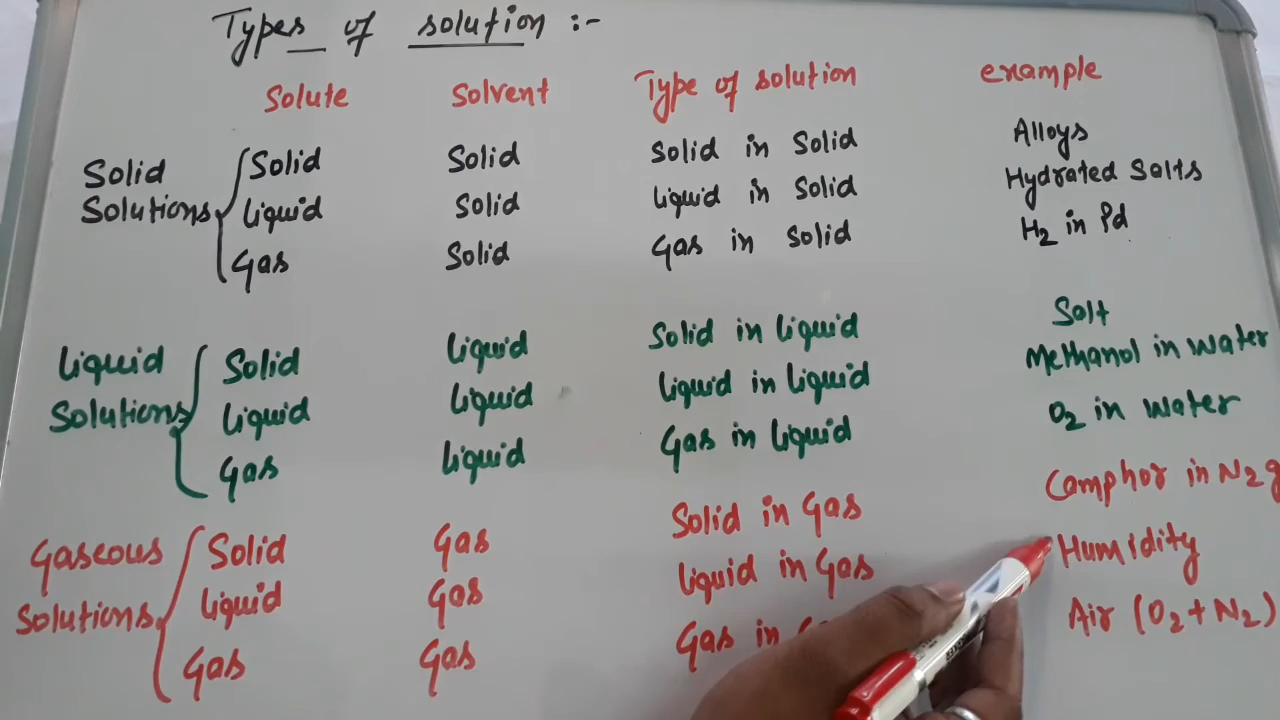 Types of solution :-
Solute Solvent Type of solution example
Solid Solutions { Solid Solid Solid in Solid Alloys
Liquid Solid Liquid in Solid Hydrated Salts
Gas Solid Gas in Solid H₂ in Pd
Liquid Solutions { Solid Liquid Solid in Liquid Salt
Liquid Liquid Liquid in Liquid Methanol in water
Gas Liquid Gas in Liquid O₂ in water
Gaseous Solutions { Solid Gas Solid in Gas Camphor in N₂ g
Liquid Gas Liquid in Gas Humidity
Gas Gas Gas in Air (O₂ + N₂)